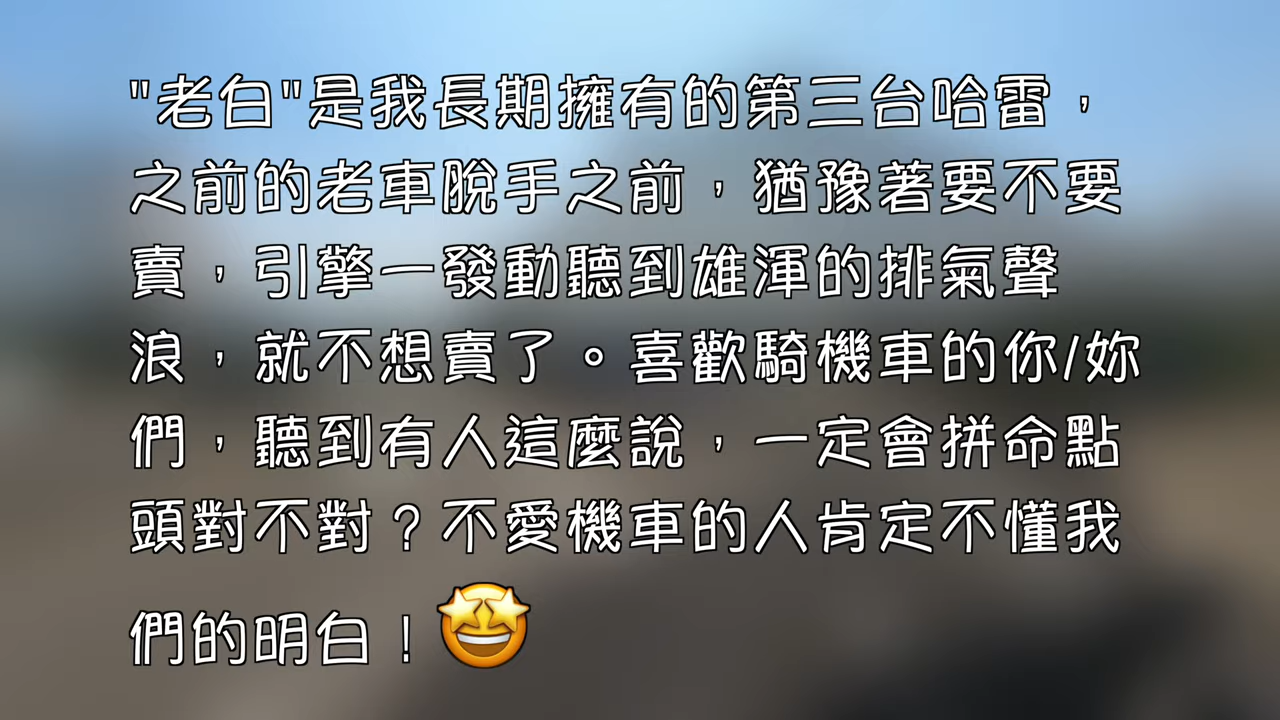 "老白"是我長期擁有的第三台哈雷，
之前的老車脫手之前，猶豫著要不要
賣，引擎一發動聽到雄渾的排氣聲
浪，就不想賣了。喜歡騎機車的你/妳
們，聽到有人這麼說，一定會拼命點
頭對不對？不愛機車的人肯定不懂我
們的明白！🤩